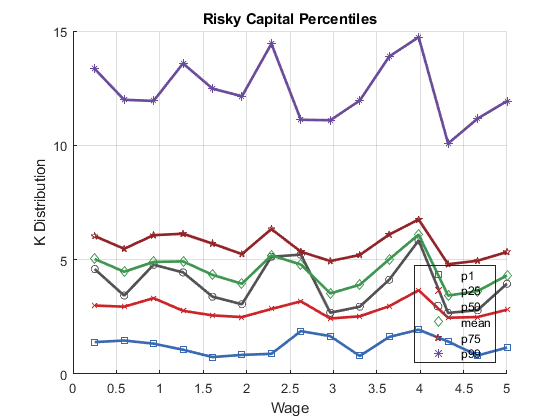 Risky Capital Percentiles
15
10
5
0
K Distribution
0 0.5 1 1.5 2 2.5 3 3.5 4 4.5 5
Wage
p1
p25
p50
mean
p75
p99